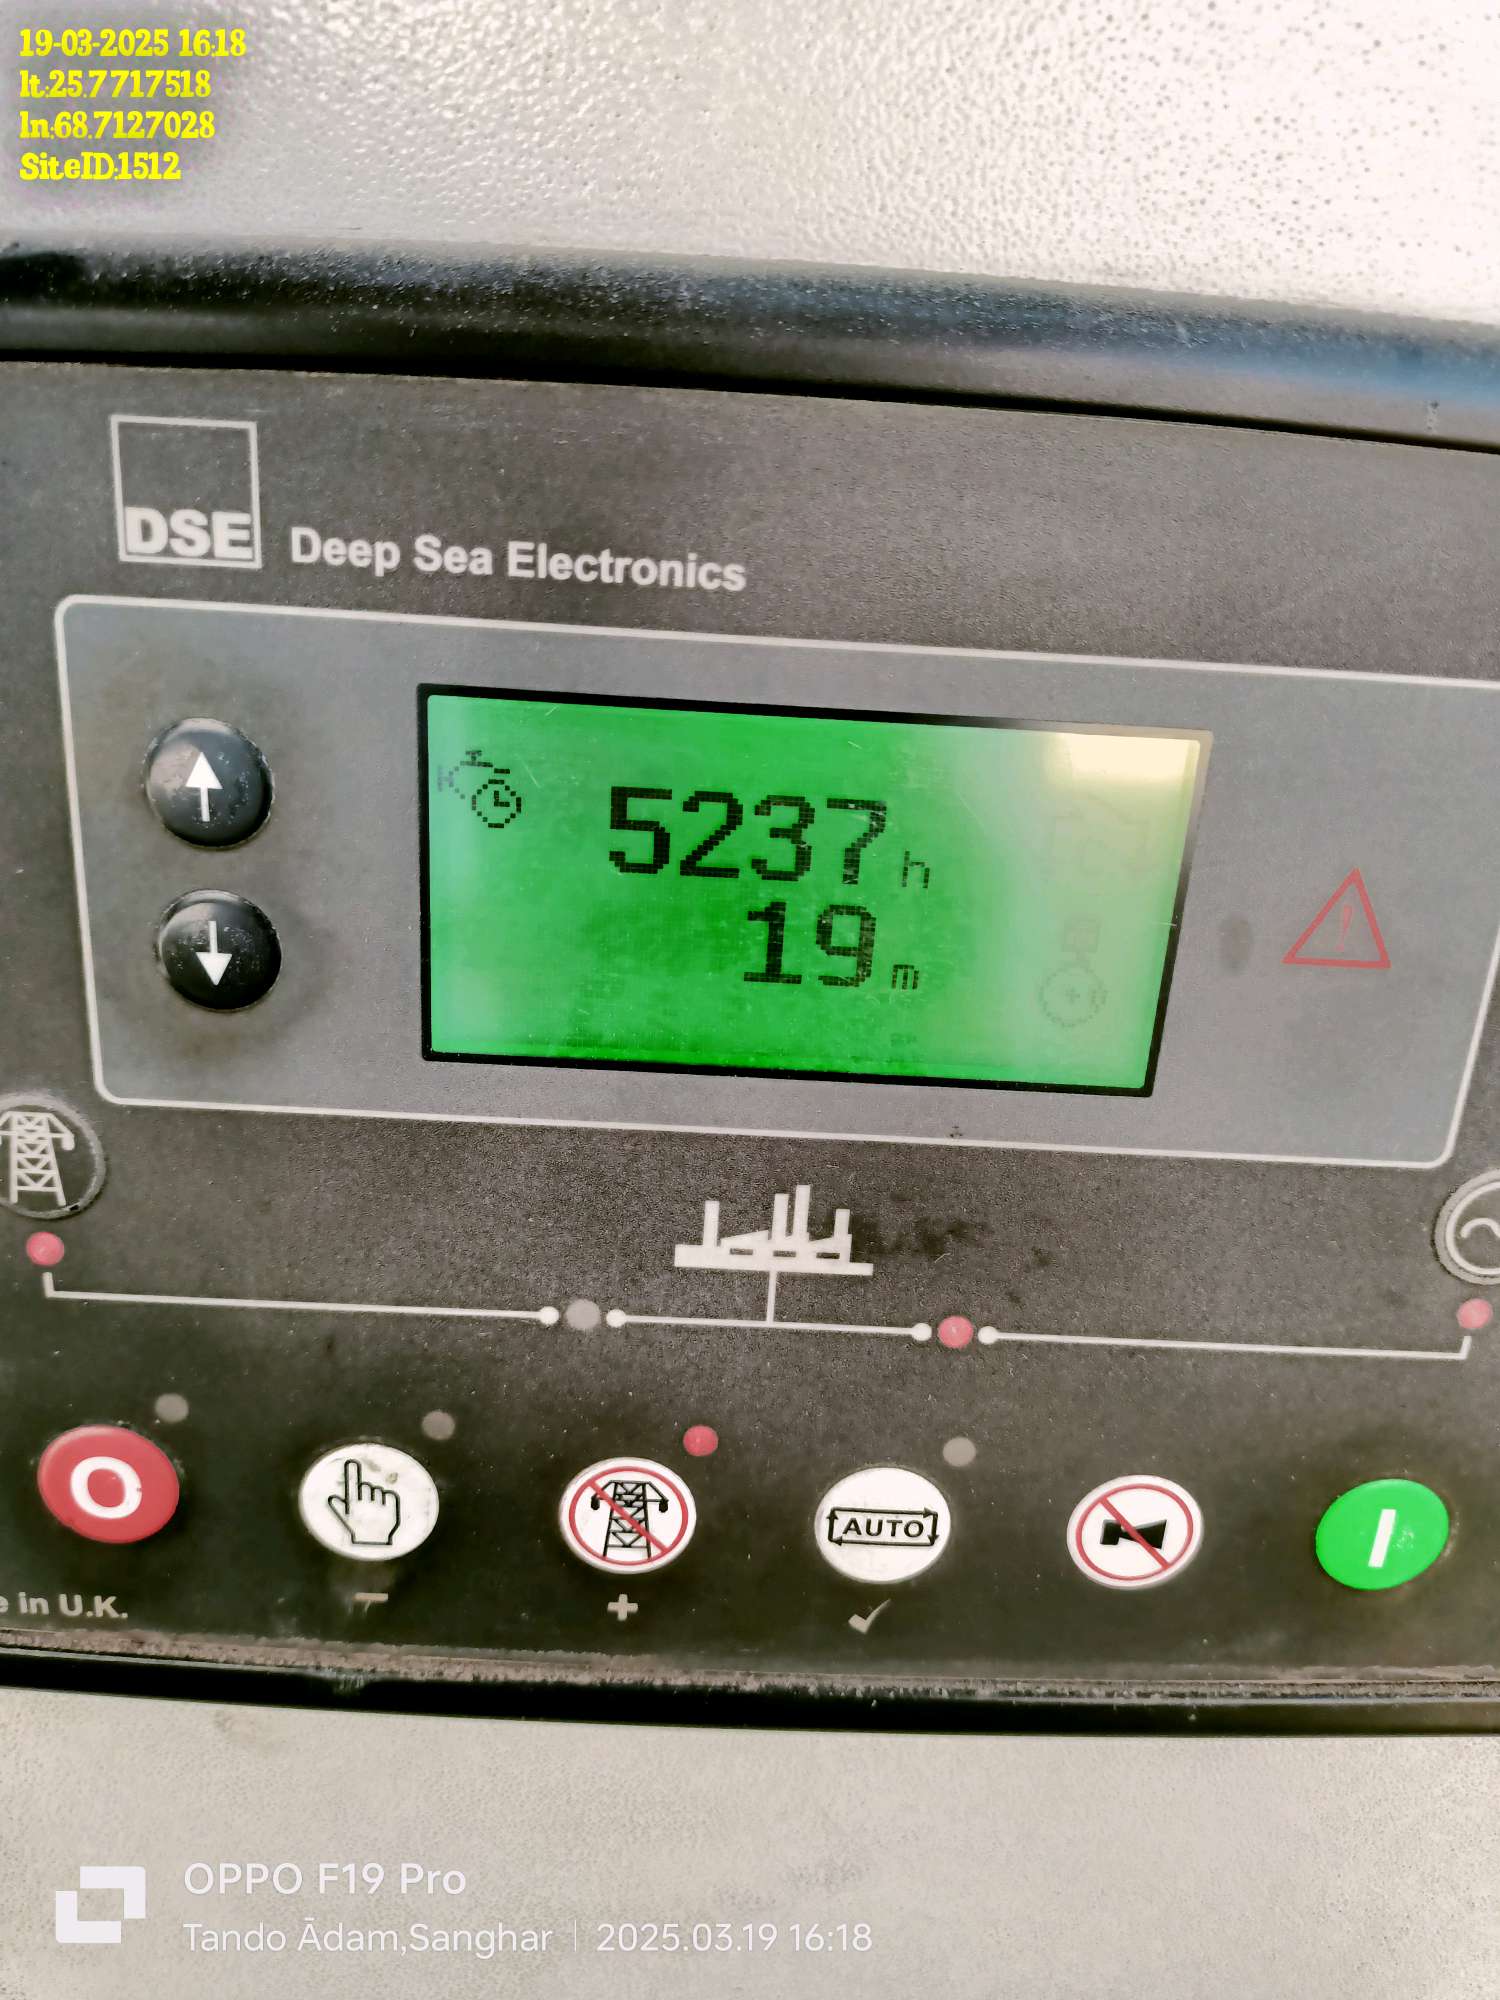 19-03-2025 16:18
lt:25.7717518
ln:68.7127028
SiteID:1512
DSE Deep Sea Electronics
5237 h
19 m
AUTO
e in U.K.
OPPO F19 Pro
Tando Ādam,Sanghar | 2025.03.19 16:18